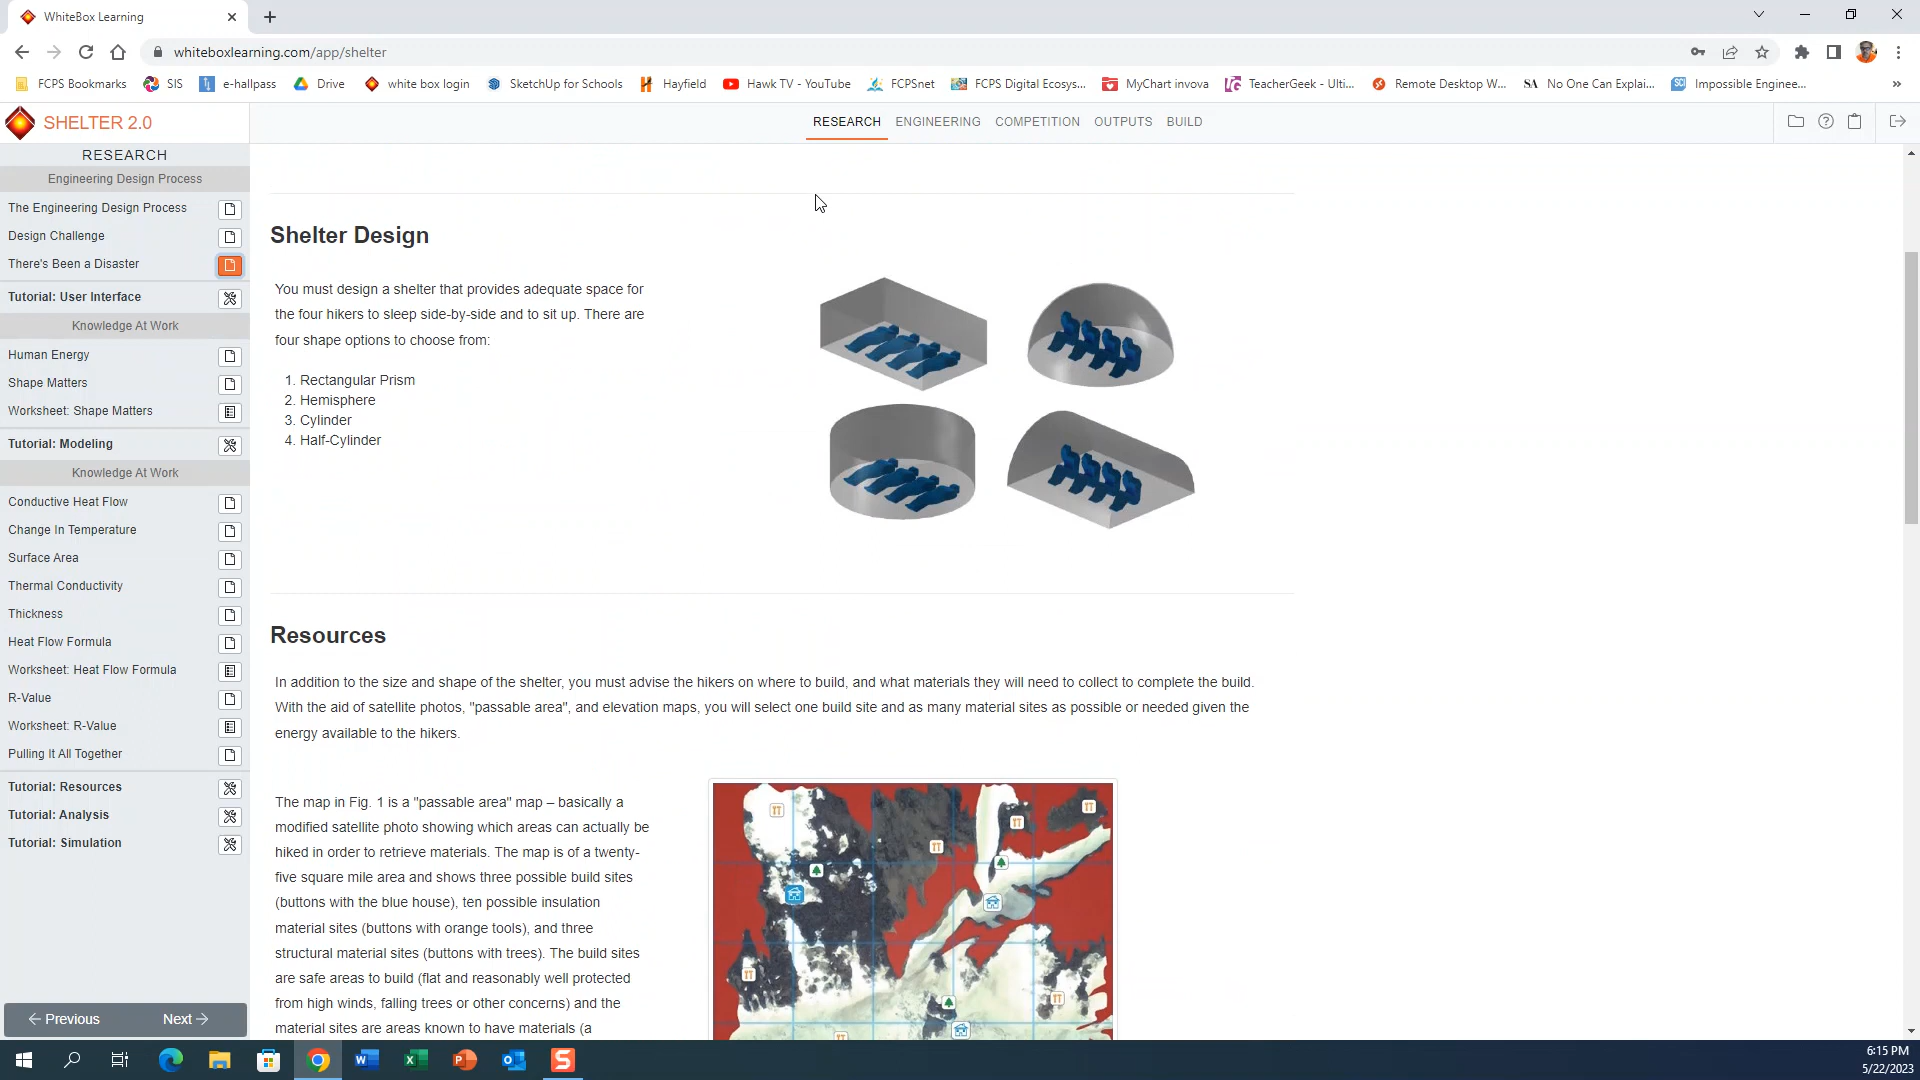 WhiteBox Learning
whiteboxlearning.com/app/shelter
FCPS Bookmarks
SIS
e-hallpass
Drive
white box login
SketchUp for Schools
Hayfield
Hawk TV - YouTube
FCPSnet
FCPS Digital Ecosys...
MyChart invova
TeacherGeek - Ulti...
Remote Desktop W...
SA No One Can Explai...
Impossible Enginee...
SHELTER 2.0
RESEARCH
ENGINEERING
COMPETITION
OUTPUTS
BUILD
RESEARCH
Engineering Design Process
The Engineering Design Process
Design Challenge
There's Been a Disaster
Tutorial: User Interface
Knowledge At Work
Human Energy
Shape Matters
Worksheet: Shape Matters
Tutorial: Modeling
Knowledge At Work
Conductive Heat Flow
Change In Temperature
Surface Area
Thermal Conductivity
Thickness
Heat Flow Formula
Worksheet: Heat Flow Formula
R-Value
Worksheet: R-Value
Pulling It All Together
Tutorial: Resources
Tutorial: Analysis
Tutorial: Simulation
← Previous
Next →
Shelter Design
You must design a shelter that provides adequate space for
the four hikers to sleep side-by-side and to sit up. There are
four shape options to choose from:
1. Rectangular Prism
2. Hemisphere
3. Cylinder
4. Half-Cylinder
Resources
In addition to the size and shape of the shelter, you must advise the hikers on where to build, and what materials they will need to collect to complete the build.
With the aid of satellite photos, "passable area", and elevation maps, you will select one build site and as many material sites as possible or needed given the
energy available to the hikers.
The map in Fig. 1 is a "passable area" map – basically a
modified satellite photo showing which areas can actually be
hiked in order to retrieve materials. The map is of a twenty-
five square mile area and shows three possible build sites
(buttons with the blue house), ten possible insulation
material sites (buttons with orange tools), and three
structural material sites (buttons with trees). The build sites
are safe areas to build (flat and reasonably well protected
from high winds, falling trees or other concerns) and the
material sites are areas known to have materials (a
6:15 PM
5/22/2023